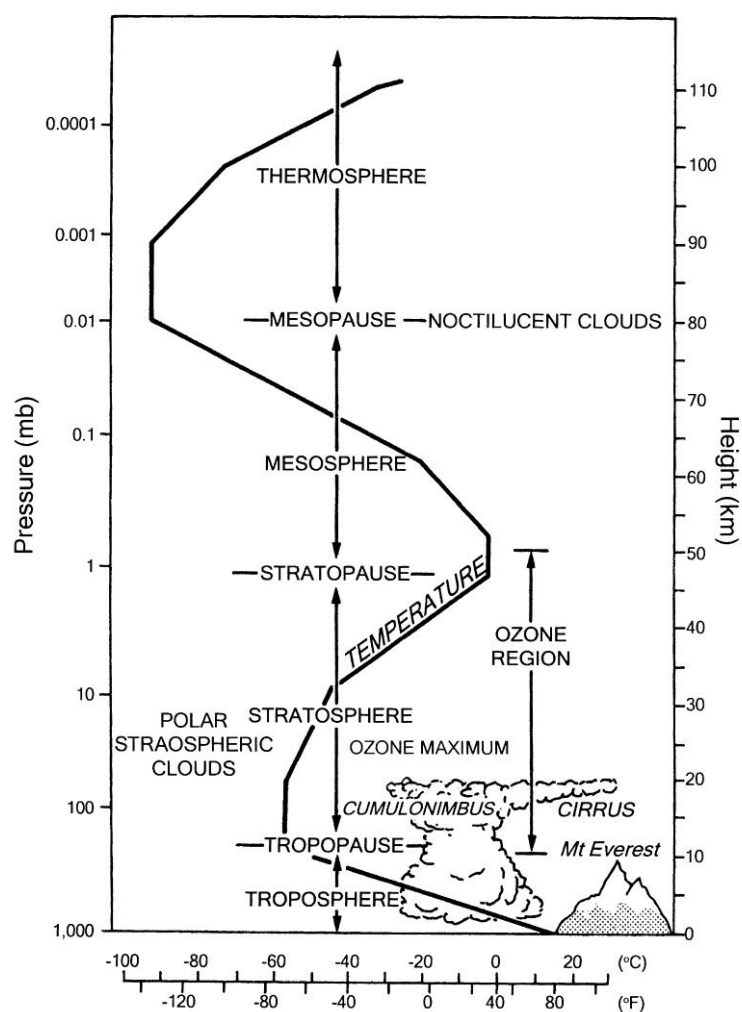 Pressure (mb)
0.0001
0.001
0.01
0.1
1
10
100
1,000
THERMOSPHERE
MESOPAUSE
NOCTILUCENT CLOUDS
MESOSPHERE
STRATOPAUSE
TEMPERATURE
OZONE
REGION
STRATOSPHERE
POLAR
STRAOSPHERIC
CLOUDS
OZONE MAXIMUM
CUMULONIMBUS
CIRRUS
TROPOPAUSE
Mt Everest
TROPOSPHERE
110
100
90
80
70
60
50
40
30
20
10
0
Height (km)
-100 -80 -60 -40 -20 0 20 (°C)
-120 -80 -40 0 40 80 (°F)